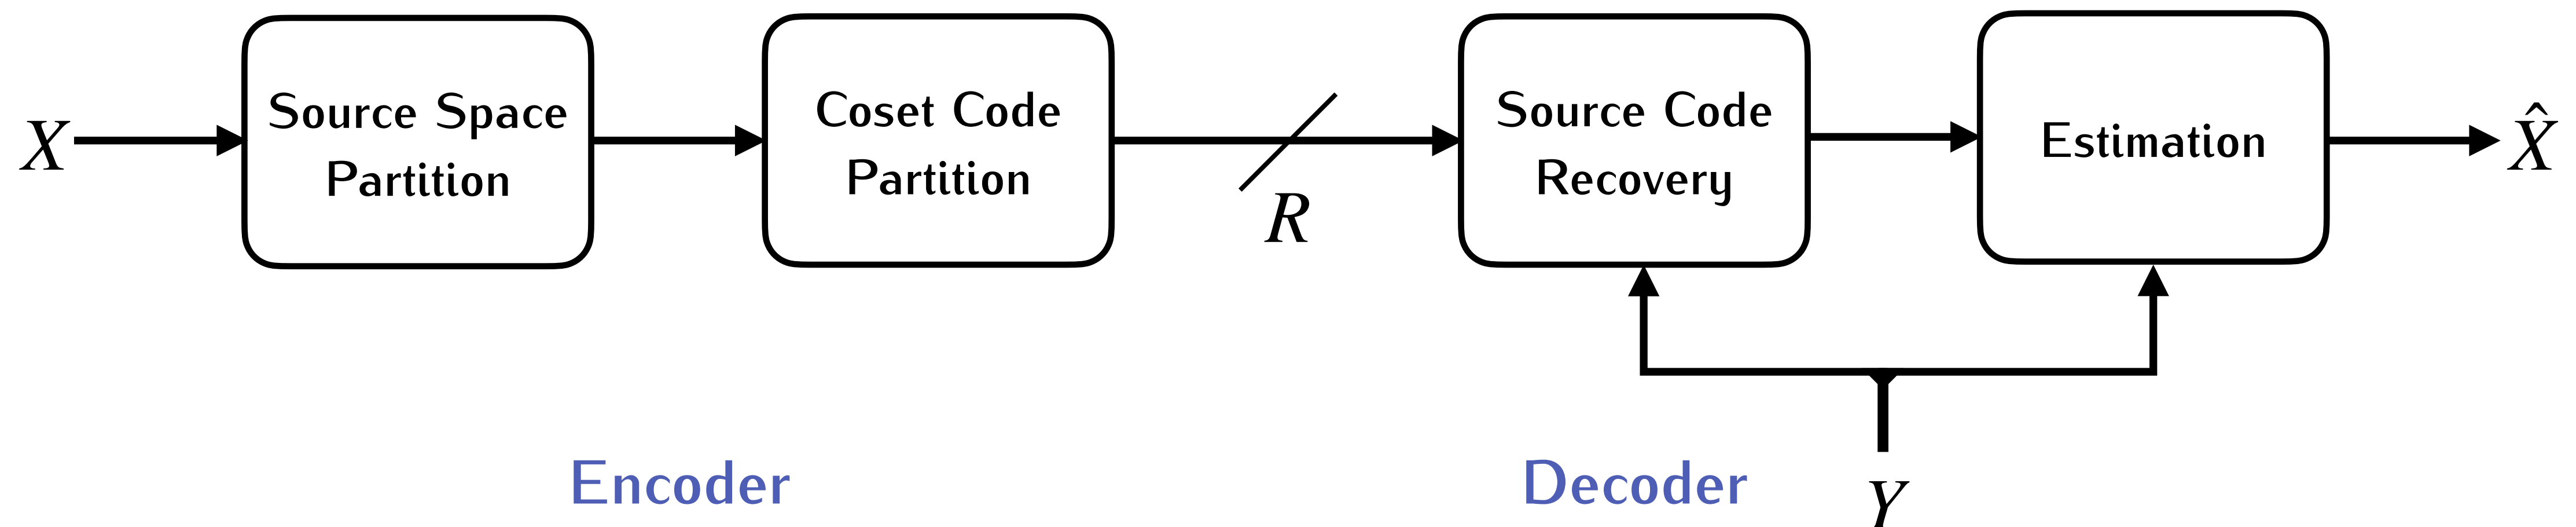 X
Source Space
Partition
Coset Code
Partition
R
Source Code
Recovery
Estimation
X̂
Encoder
Decoder
Y